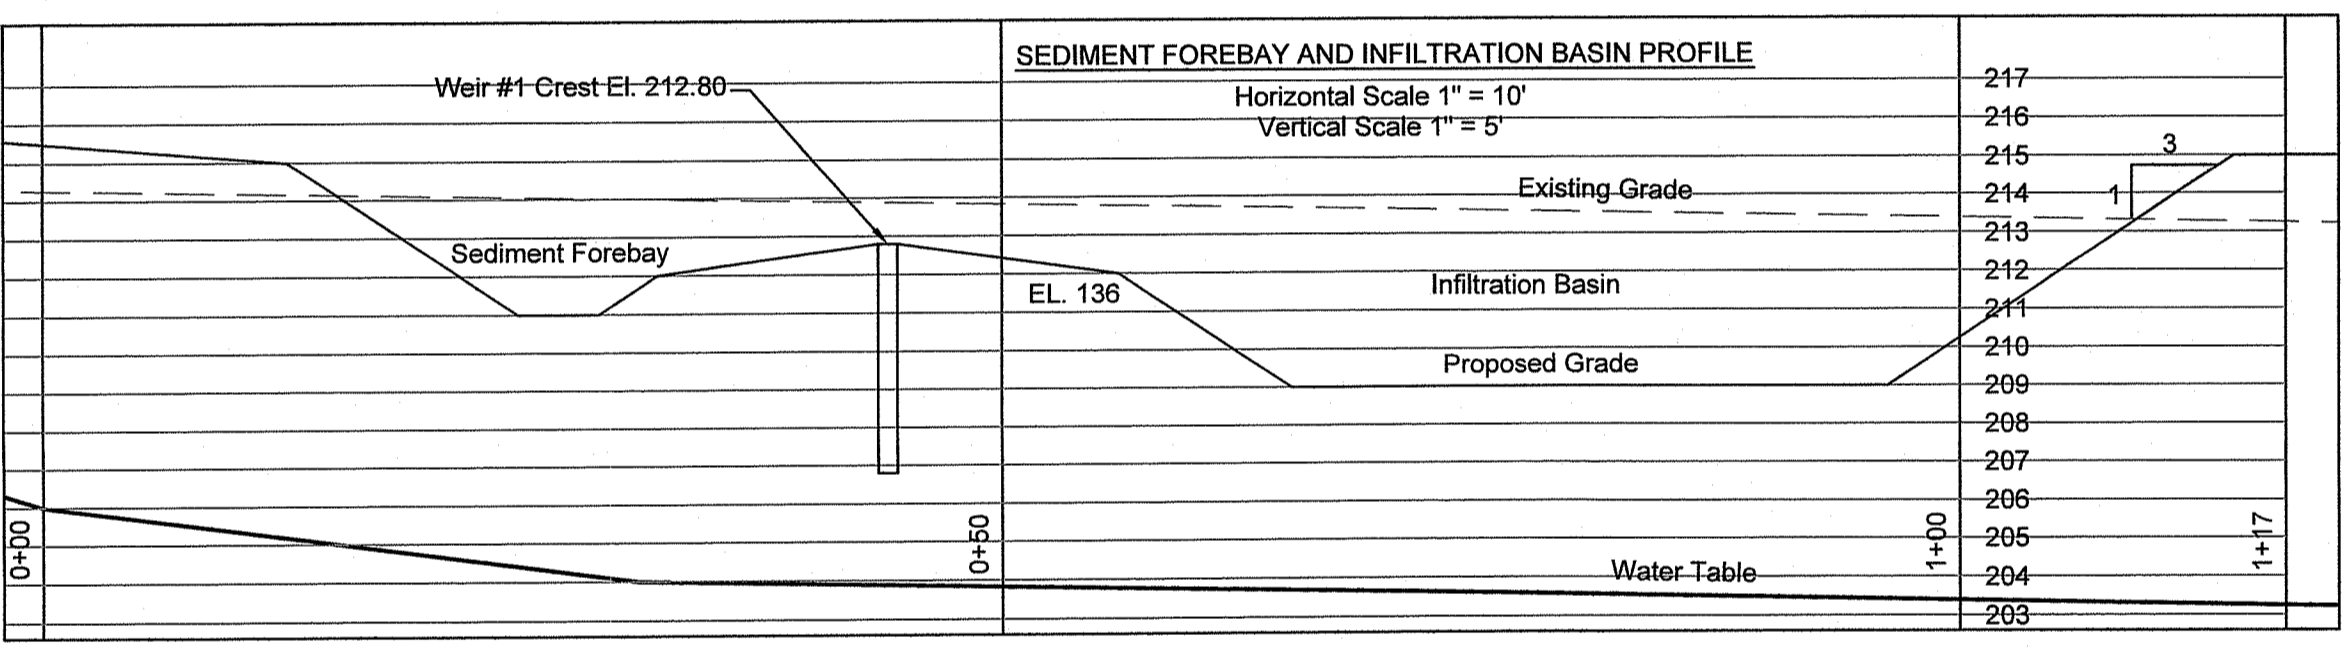 SEDIMENT FOREBAY AND INFILTRATION BASIN PROFILE
Horizontal Scale 1" = 10'
Vertical Scale 1" = 5'
Weir #1 Crest El. 212.80
Existing Grade
Sediment Forebay
EL. 136
Infiltration Basin
Proposed Grade
Water Table
3
1
217
216
215
214
213
212
211
210
209
208
207
206
205
204
203
0+00
0+50
1+00
1+17